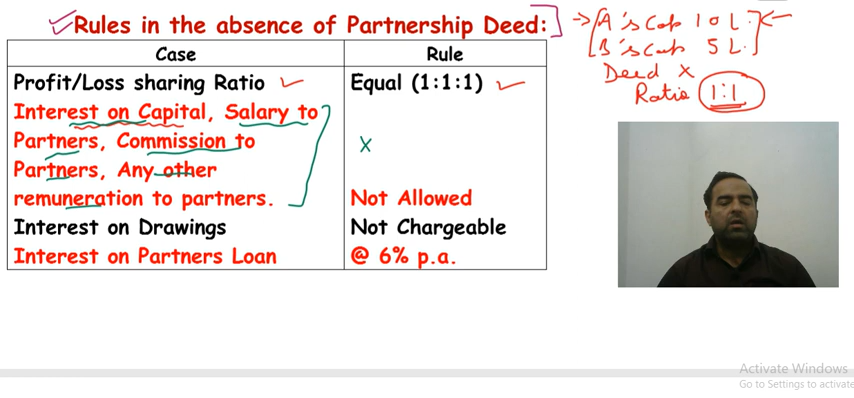 Rules in the absence of Partnership Deed:
Case Rule
Profit/Loss sharing Ratio Equal (1:1:1)
Interest on Capital, Salary to
Partners, Commission to
Partners, Any other
remuneration to partners. Not Allowed
Interest on Drawings Not Chargeable
Interest on Partners Loan @ 6% p.a.
A's Cap 10 L.
B's Cap 5 L.
Deed x
Ratio 1:1
Activate Windows
Go to Settings to activate